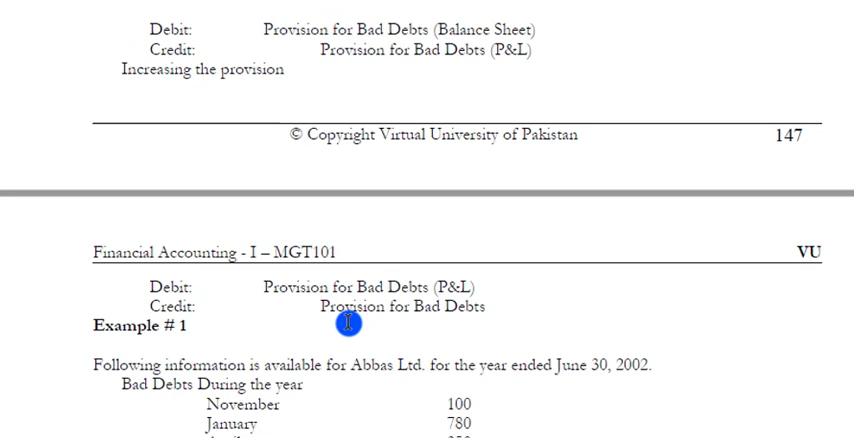 Debit: Provision for Bad Debts (Balance Sheet)
Credit: Provision for Bad Debts (P&L)
Increasing the provision
© Copyright Virtual University of Pakistan 147
Financial Accounting - I – MGT101 VU
Debit: Provision for Bad Debts (P&L)
Credit: Provision for Bad Debts
Example # 1
Following information is available for Abbas Ltd. for the year ended June 30, 2002.
Bad Debts During the year
November 100
January 780